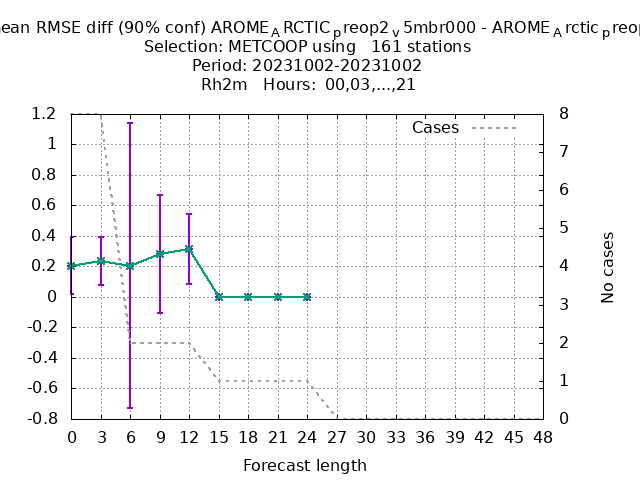 ean RMSE diff (90% conf) AROME_ARCTIC_preop2_v5mbr000 - AROME_Arctic_preop
Selection: METCOOP using 161 stations
Period: 20231002-20231002
Rh2m Hours: 00,03,...,21
Cases
1.2
1
0.8
0.6
0.4
0.2
0
-0.2
-0.4
-0.6
-0.8
8
7
6
5
4
3
2
1
0
No cases
0 3 6 9 12 15 18 21 24 27 30 33 36 39 42 45 48
Forecast length